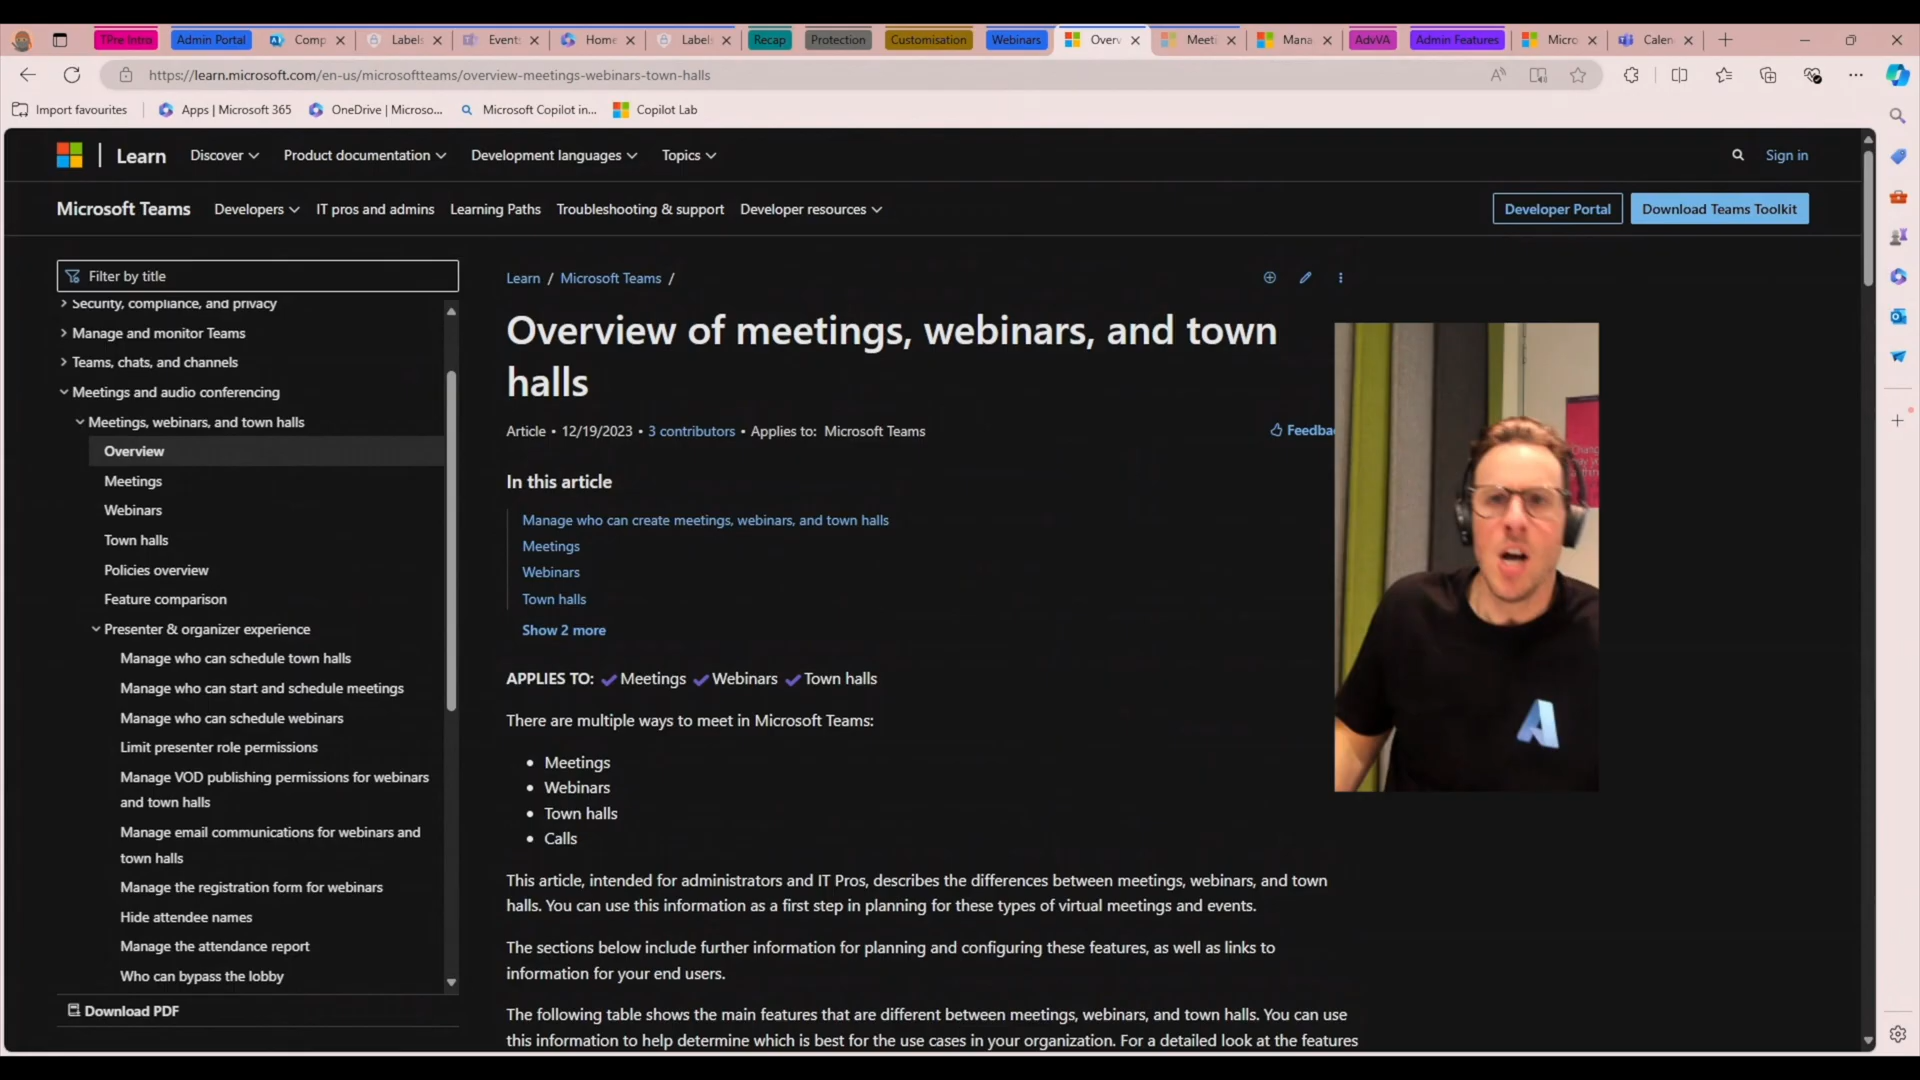 TPre Intro
Admin Portal
Comp
Labels
Events
Home
Labels
Recap
Protection
Customisation
Webinars
Overv
Meeti
Mana
AdvVA
Admin Features
Micro
Calen
https://learn.microsoft.com/en-us/microsoftteams/overview-meetings-webinars-town-halls
Import favourites
Apps | Microsoft 365
OneDrive | Microso...
Microsoft Copilot in...
Copilot Lab
Learn
Discover
Product documentation
Development languages
Topics
Sign in
Microsoft Teams
Developers
IT pros and admins
Learning Paths
Troubleshooting & support
Developer resources
Developer Portal
Download Teams Toolkit
Filter by title
Security, compliance, and privacy
Manage and monitor Teams
Teams, chats, and channels
Meetings and audio conferencing
Meetings, webinars, and town halls
Overview
Meetings
Webinars
Town halls
Policies overview
Feature comparison
Presenter & organizer experience
Manage who can schedule town halls
Manage who can start and schedule meetings
Manage who can schedule webinars
Limit presenter role permissions
Manage VOD publishing permissions for webinars
and town halls
Manage email communications for webinars and
town halls
Manage the registration form for webinars
Hide attendee names
Manage the attendance report
Who can bypass the lobby
Download PDF
Learn / Microsoft Teams /
Overview of meetings, webinars, and town
halls
Article • 12/19/2023 • 3 contributors • Applies to: Microsoft Teams
Feedba
In this article
Manage who can create meetings, webinars, and town halls
Meetings
Webinars
Town halls
Show 2 more
APPLIES TO: Meetings Webinars Town halls
There are multiple ways to meet in Microsoft Teams:
• Meetings
• Webinars
• Town halls
• Calls
This article, intended for administrators and IT Pros, describes the differences between meetings, webinars, and town
halls. You can use this information as a first step in planning for these types of virtual meetings and events.
The sections below include further information for planning and configuring these features, as well as links to
information for your end users.
The following table shows the main features that are different between meetings, webinars, and town halls. You can use
this information to help determine which is best for the use cases in your organization. For a detailed look at the features